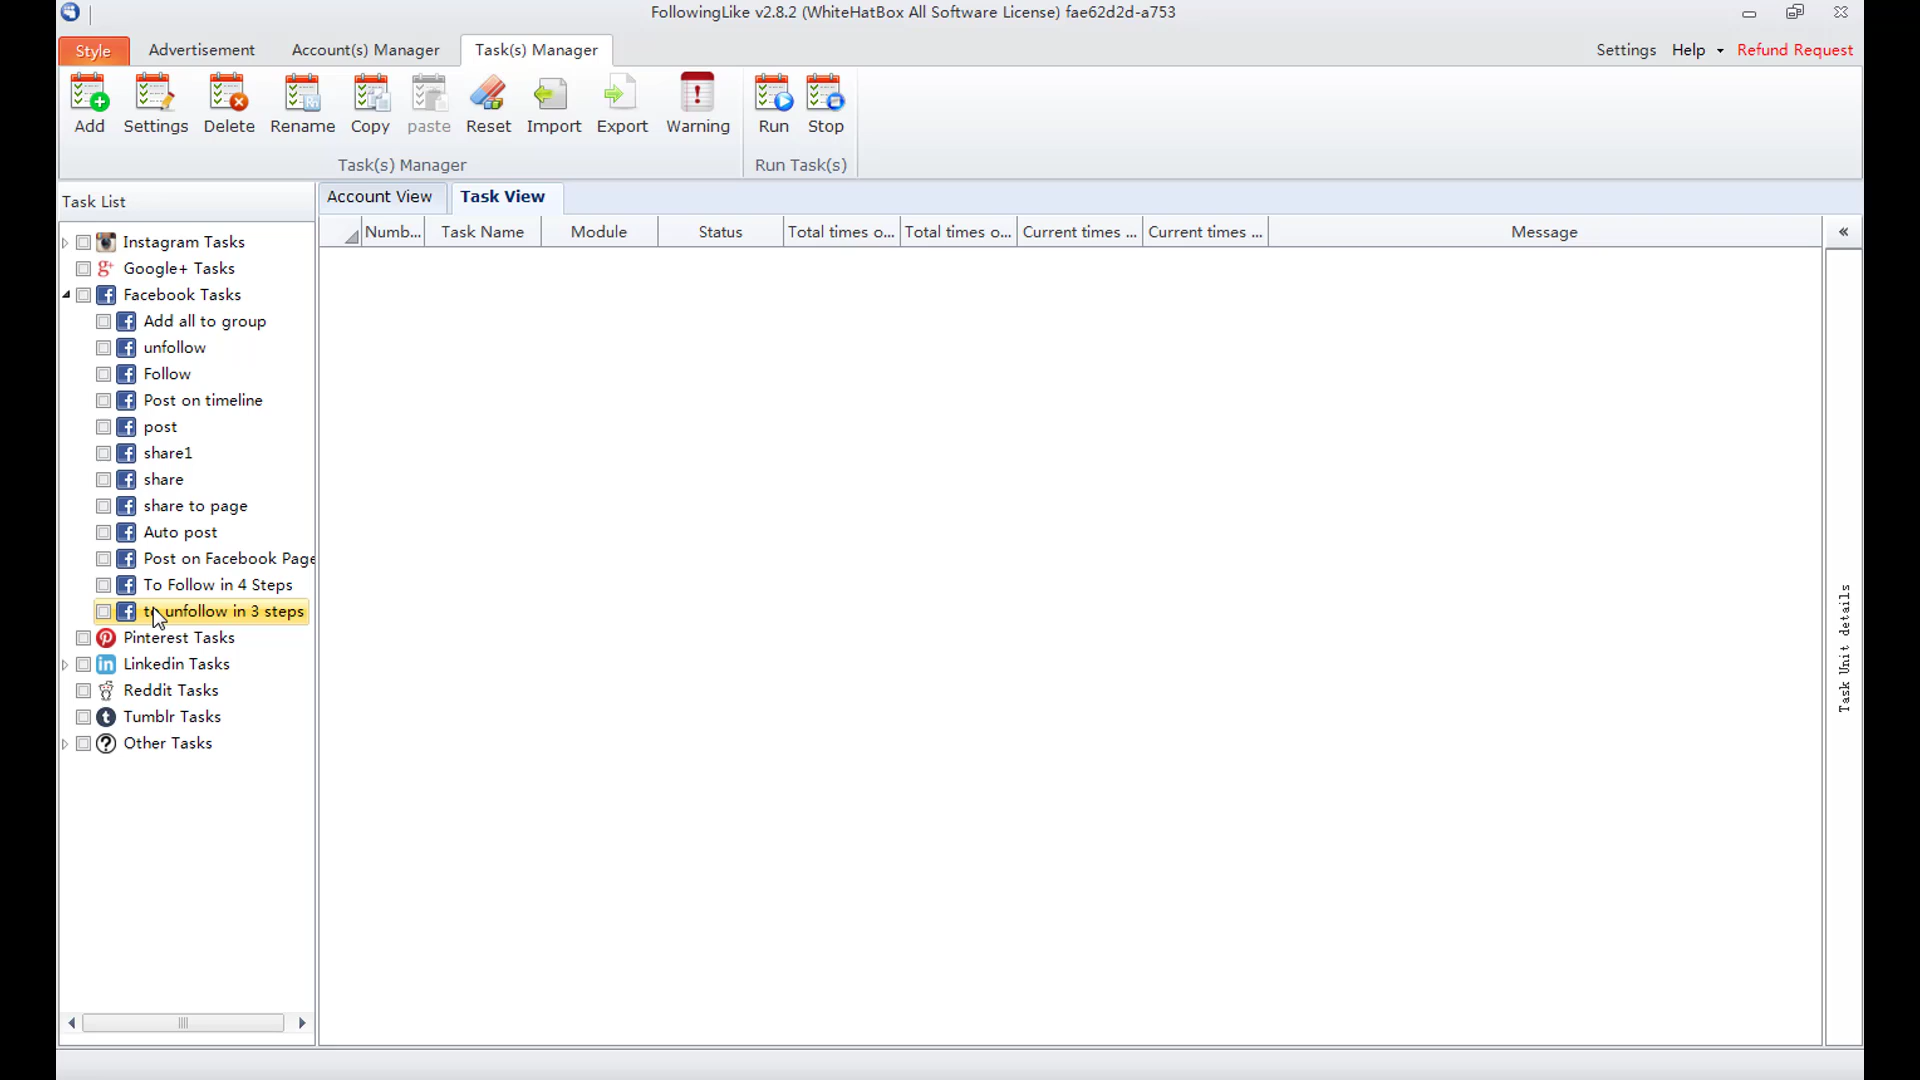 FollowingLike v2.8.2 (WhiteHatBox All Software License) fae62d2d-a753
Style Advertisement Account(s) Manager Task(s) Manager Settings Help Refund Request
Add Settings Delete Rename Copy paste Reset Import Export Warning Run Stop
Task(s) Manager Run Task(s)
Task List
Account View Task View
Numb... Task Name Module Status Total times o... Total times o... Current times ... Current times ... Message
Instagram Tasks
Google+ Tasks
Facebook Tasks
Add all to group
unfollow
Follow
Post on timeline
post
share1
share
share to page
Auto post
Post on Facebook Page
To Follow in 4 Steps
to unfollow in 3 steps
Pinterest Tasks
Linkedin Tasks
Reddit Tasks
Tumblr Tasks
Other Tasks
Task Unit details